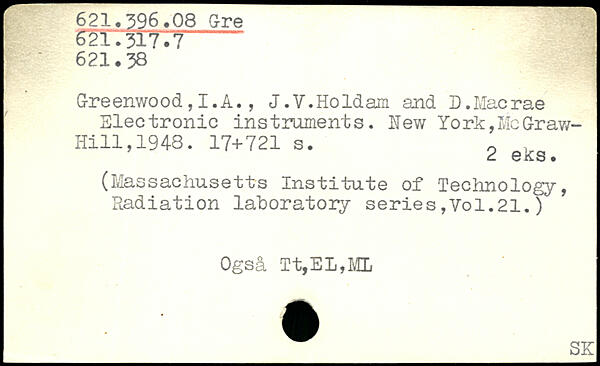 621.396.08 Gre
621.317.7
621.38
Greenwood,I.A., J.V.Holdam and D.Macrae
Electronic instruments. New York,McGraw-
Hill,1948. 17+721 s.
2 eks.
(Massachusetts Institute of Technology,
Radiation laboratory series,Vol.21.)
Også Tt,EL,ML
SK